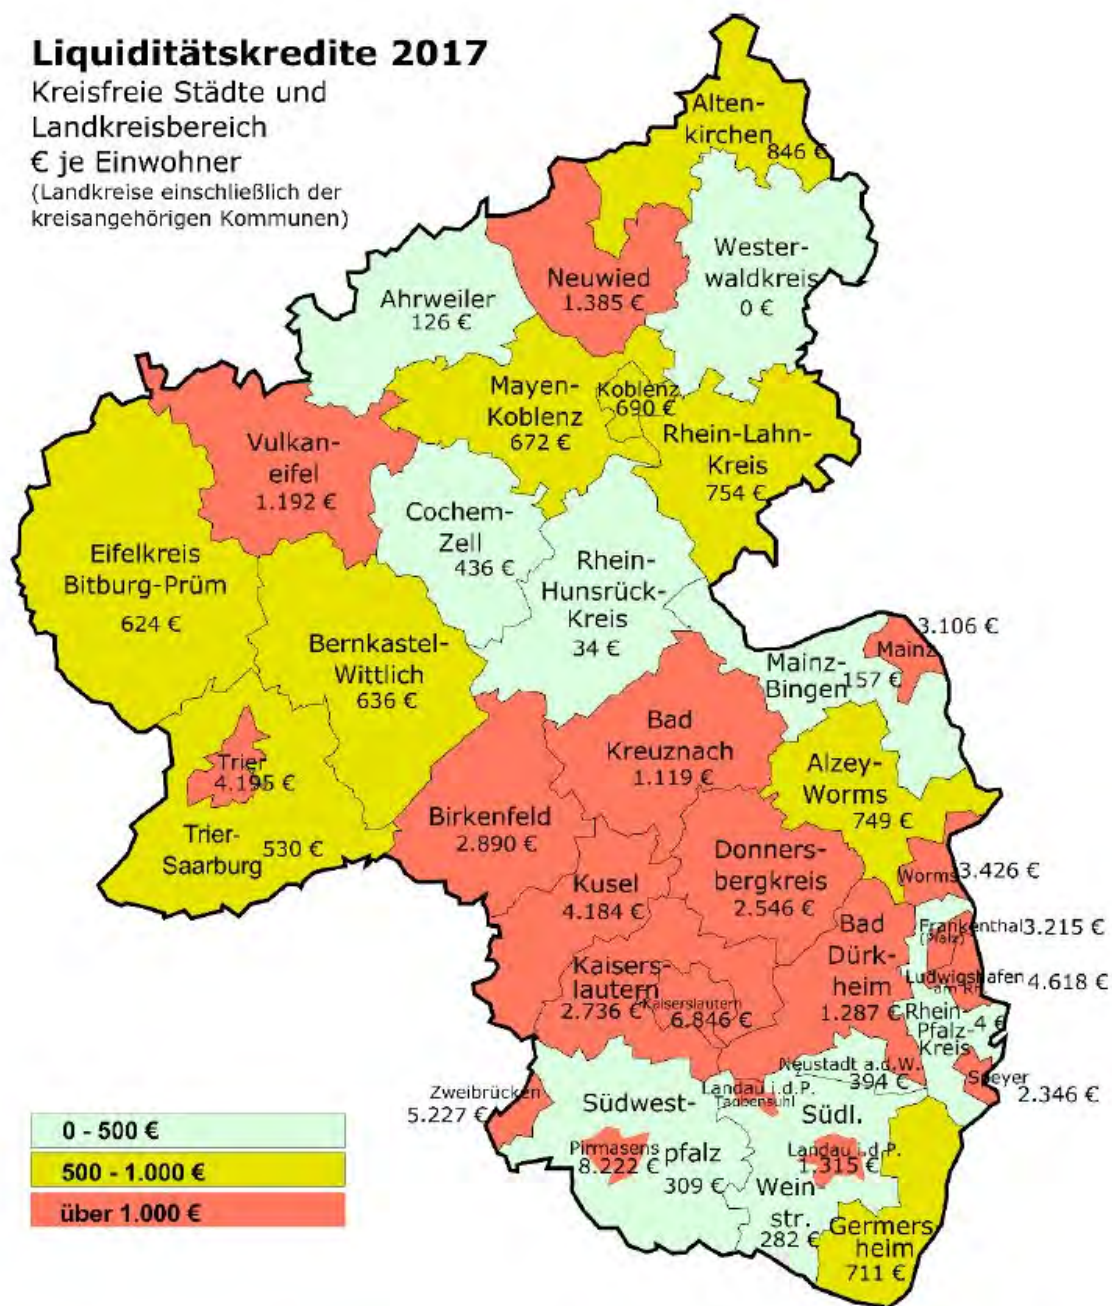 Liquiditätskredite 2017
Kreisfreie Städte und
Landkreisbereich
€ je Einwohner
(Landkreise einschließlich der
kreisangehörigen Kommunen)
Alten-
kirchen
846 €
Wester-
waldkreis
0 €
Neuwied
1.385 €
Ahrweiler
126 €
Mayen-
Koblenz
672 €
Koblenz
690 €
Rhein-Lahn-
Kreis
754 €
Vulkan-
eifel
1.192 €
Cochem-
Zell
436 €
Eifelkreis
Bitburg-Prüm
624 €
Rhein-
Hunsrück-
Kreis
34 €
Bernkastel-
Wittlich
636 €
3.106 €
Mainz
Mainz-
Bingen
157 €
Bad
Kreuznach
1.119 €
Trier
4.195 €
Alzey-
Worms
749 €
Trier-
Saarburg
530 €
Birkenfeld
2.890 €
Donners-
bergkreis
2.546 €
Kusel
4.184 €
Worms
3.426 €
Bad
Dürk-
heim
1.287 €
Frankenthal
(Pfalz)
3.215 €
Kaisers-
lautern
2.736 €
Kaiserslautern
6.846 €
Ludwigshafen
am Rh.
4.618 €
Rhein-
Pfalz-
Kreis
4 €
Neustadt a.d.W.
394 €
Speyer
2.346 €
Zweibrücken
5.227 €
Landau i.d.P.
Taubensuhl
Südwest-
pfalz
309 €
Pirmasens
8.222 €
Südl.
Wein
str.
282 €
Landau i.d.P.
1.315 €
Germers
heim
711 €
0 - 500 €
500 - 1.000 €
über 1.000 €